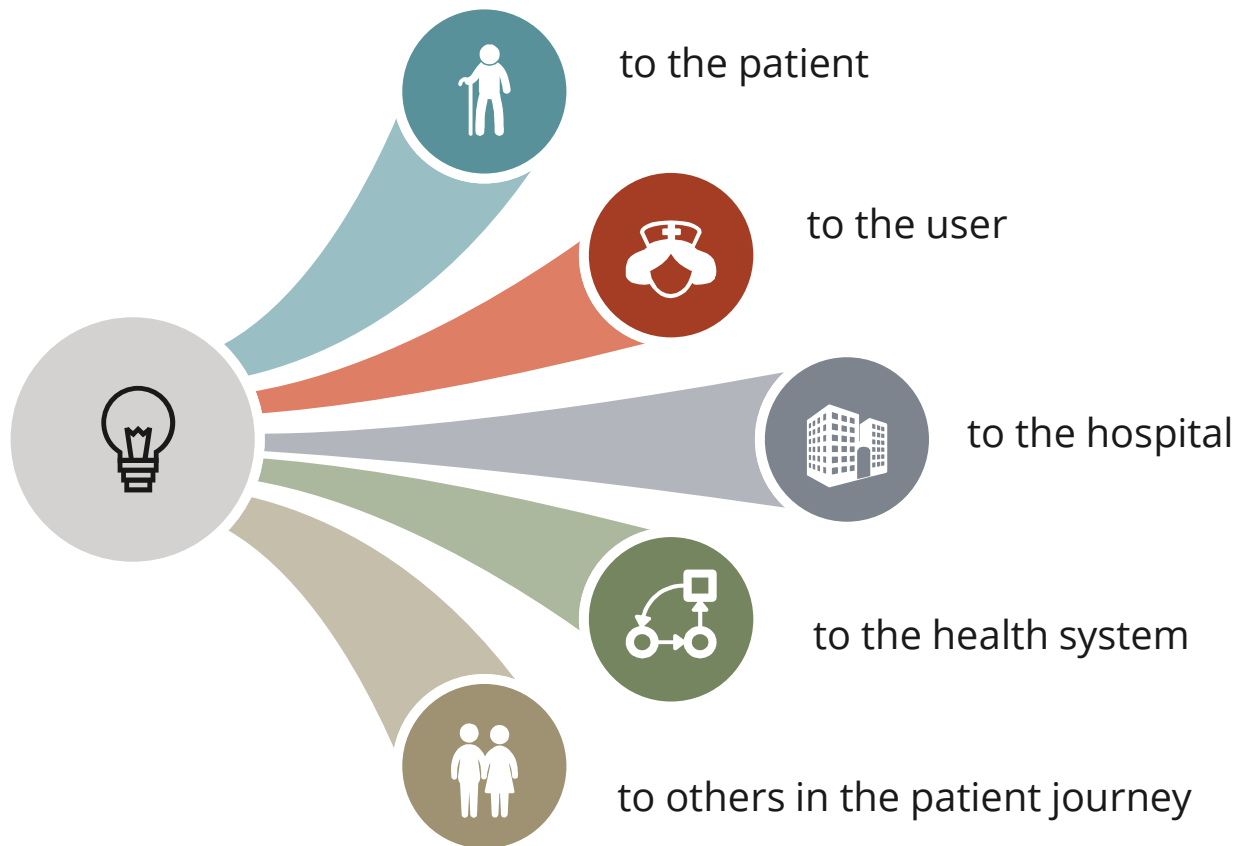 to the patient
to the user
to the hospital
to the health system
to others in the patient journey